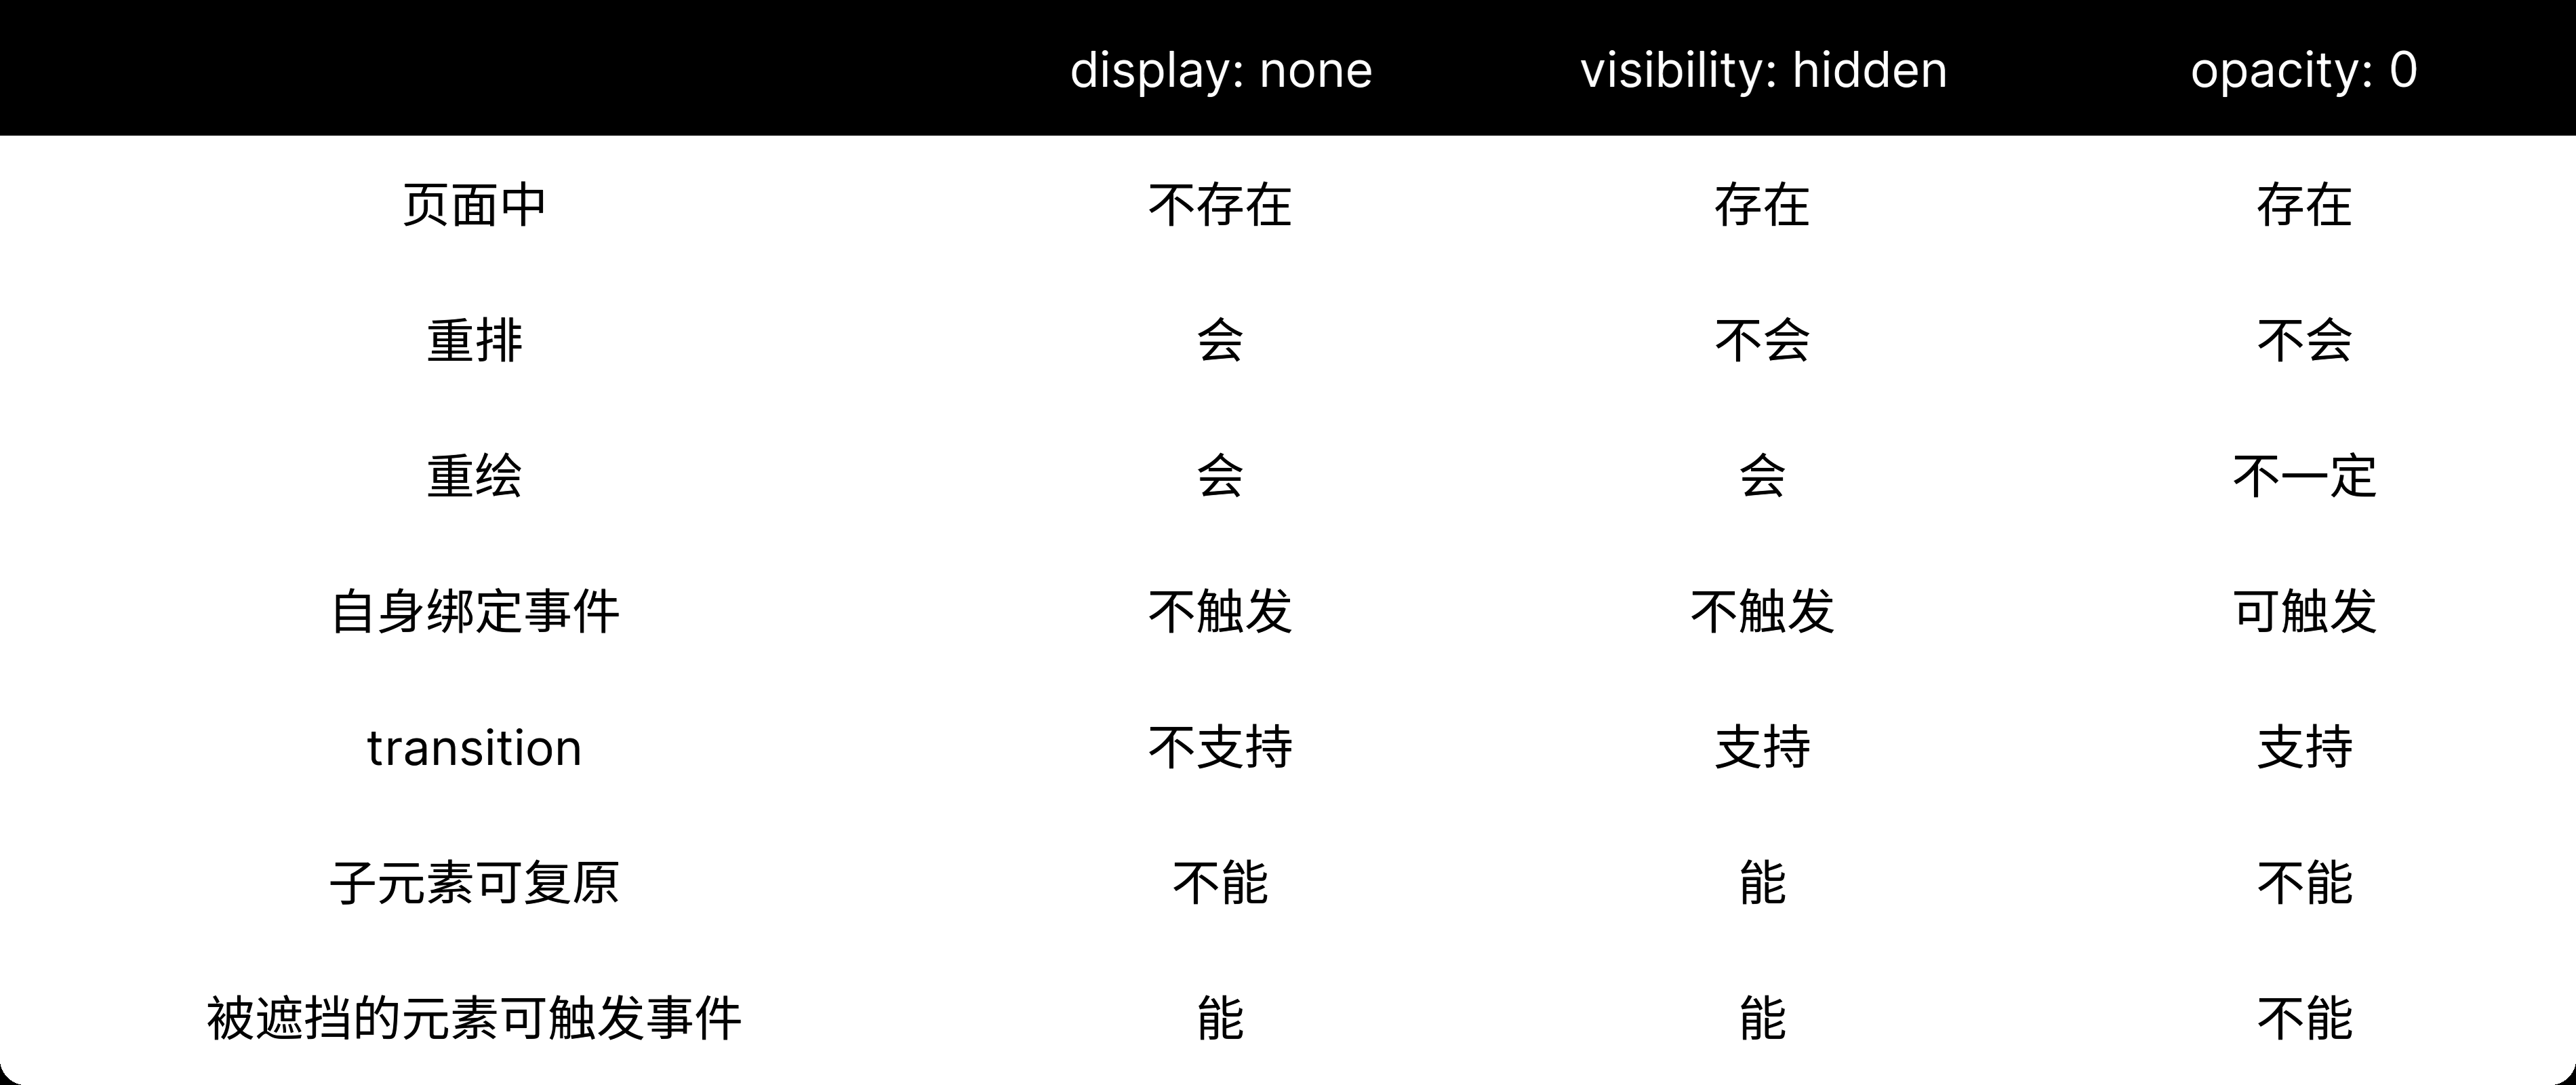 display: none visibility: hidden opacity: 0
页面中 不存在 存在 存在
重排 会 不会 不会
重绘 会 会 不一定
自身绑定事件 不触发 不触发 可触发
transition 不支持 支持 支持
子元素可复原 不能 能 不能
被遮挡的元素可触发事件 能 能 不能